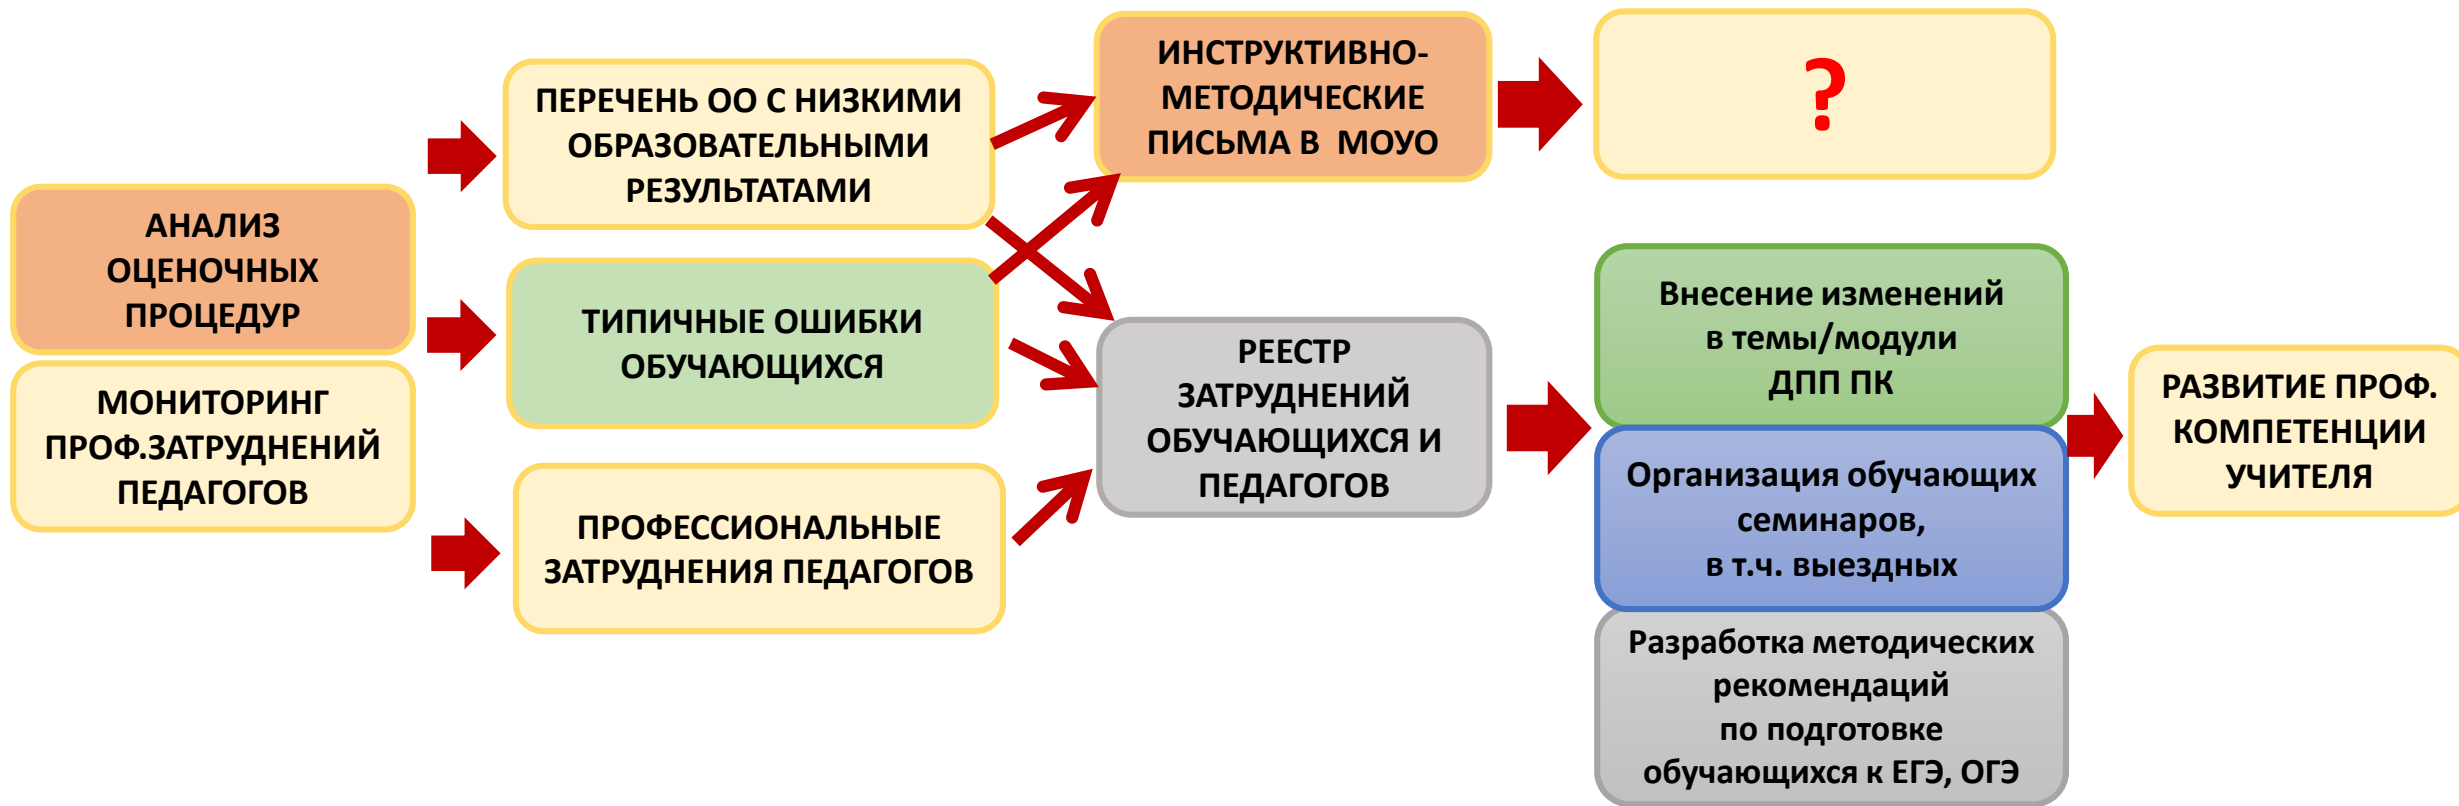 АНАЛИЗ
ОЦЕНОЧНЫХ
ПРОЦЕДУР
МОНИТОРИНГ
ПРОФ.ЗАТРУДНЕНИЙ
ПЕДАГОГОВ
ПЕРЕЧЕНЬ ОО С НИЗКИМИ
ОБРАЗОВАТЕЛЬНЫМИ
РЕЗУЛЬТАТАМИ
ТИПИЧНЫЕ ОШИБКИ
ОБУЧАЮЩИХСЯ
ПРОФЕССИОНАЛЬНЫЕ
ЗАТРУДНЕНИЯ ПЕДАГОГОВ
ИНСТРУКТИВНО-
МЕТОДИЧЕСКИЕ
ПИСЬМА В МОУО
РЕЕСТР
ЗАТРУДНЕНИЙ
ОБУЧАЮЩИХСЯ И
ПЕДАГОГОВ
?
Внесение изменений
в темы/модули
ДПП ПК
Организация обучающих
семинаров,
в т.ч. выездных
Разработка методических
рекомендаций
по подготовке
обучающихся к ЕГЭ, ОГЭ
РАЗВИТИЕ ПРОФ.
КОМПЕТЕНЦИИ
УЧИТЕЛЯ